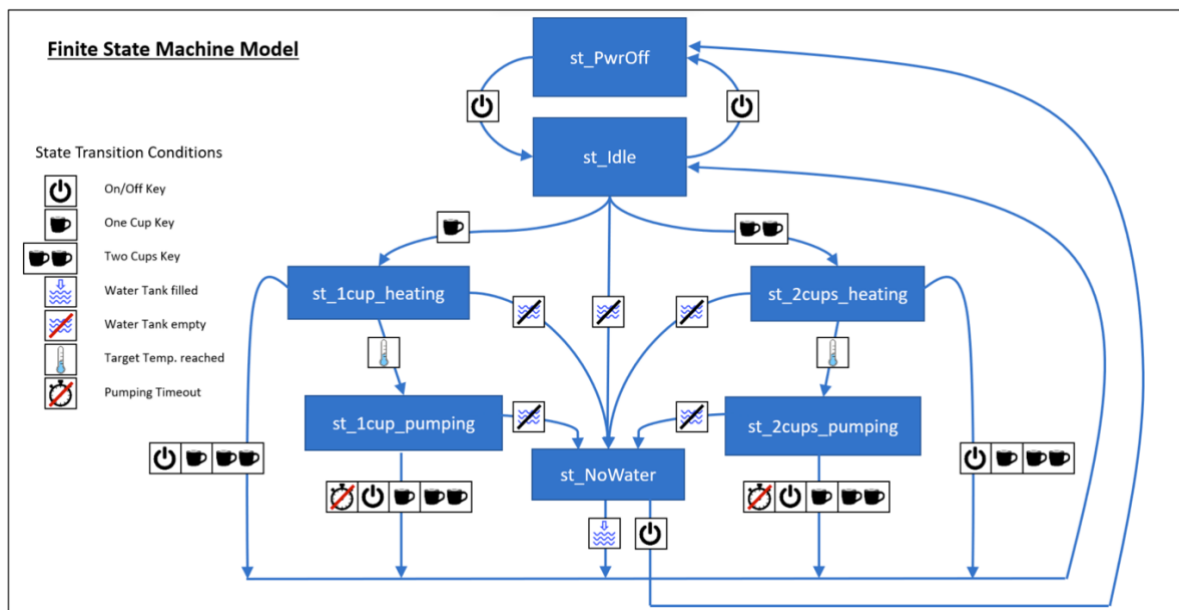 Finite State Machine Model
st_PwrOff
st_Idle
State Transition Conditions
On/Off Key
One Cup Key
Two Cups Key
Water Tank filled
Water Tank empty
Target Temp. reached
Pumping Timeout
st_1cup_heating
st_2cups_heating
st_1cup_pumping
st_2cups_pumping
st_NoWater